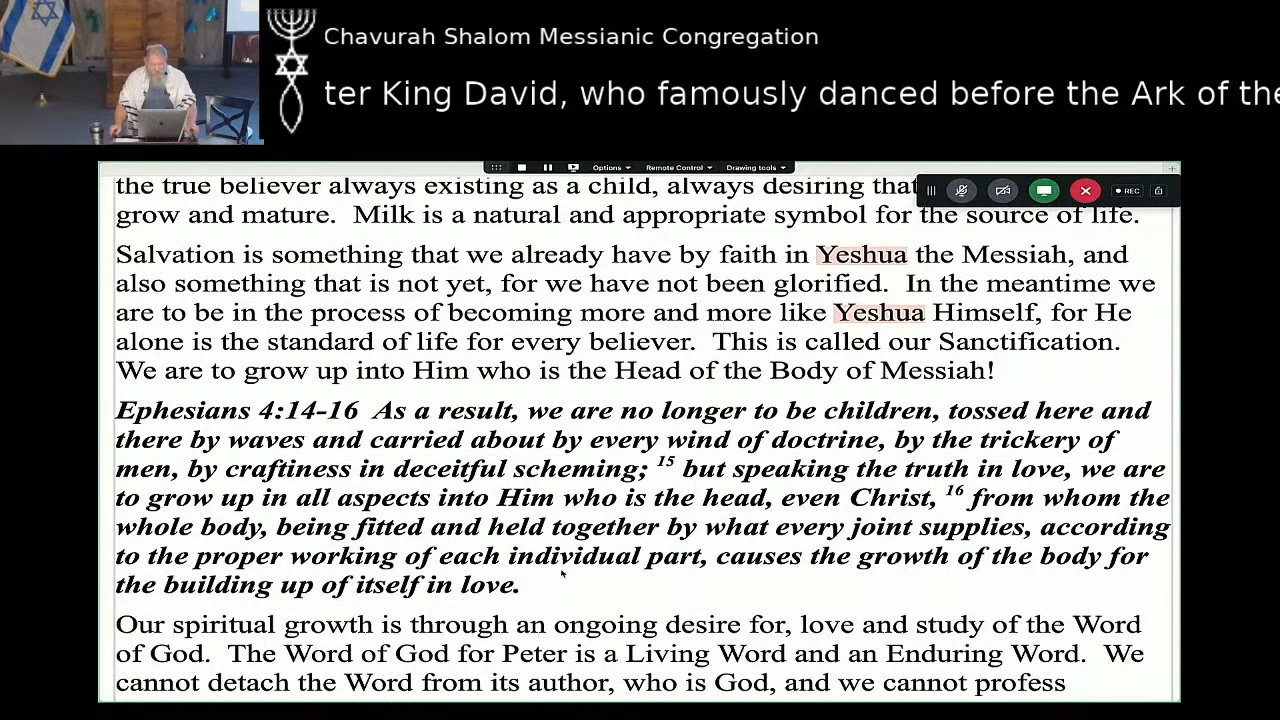 Chavurah Shalom Messianic Congregation
ter King David, who famously danced before the Ark of the
Options
Remote Control
Drawing tools
REC
the true believer always existing as a child, always desiring that
grow and mature.  Milk is a natural and appropriate symbol for the source of life.
Salvation is something that we already have by faith in Yeshua the Messiah, and
also something that is not yet, for we have not been glorified.  In the meantime we
are to be in the process of becoming more and more like Yeshua Himself, for He
alone is the standard of life for every believer.  This is called our Sanctification.
We are to grow up into Him who is the Head of the Body of Messiah!
Ephesians 4:14-16  As a result, we are no longer to be children, tossed here and
there by waves and carried about by every wind of doctrine, by the trickery of
men, by craftiness in deceitful scheming; 15 but speaking the truth in love, we are
to grow up in all aspects into Him who is the head, even Christ, 16 from whom the
whole body, being fitted and held together by what every joint supplies, according
to the proper working of each individual part, causes the growth of the body for
the building up of itself in love.
Our spiritual growth is through an ongoing desire for, love and study of the Word
of God.  The Word of God for Peter is a Living Word and an Enduring Word.  We
cannot detach the Word from its author, who is God, and we cannot profess